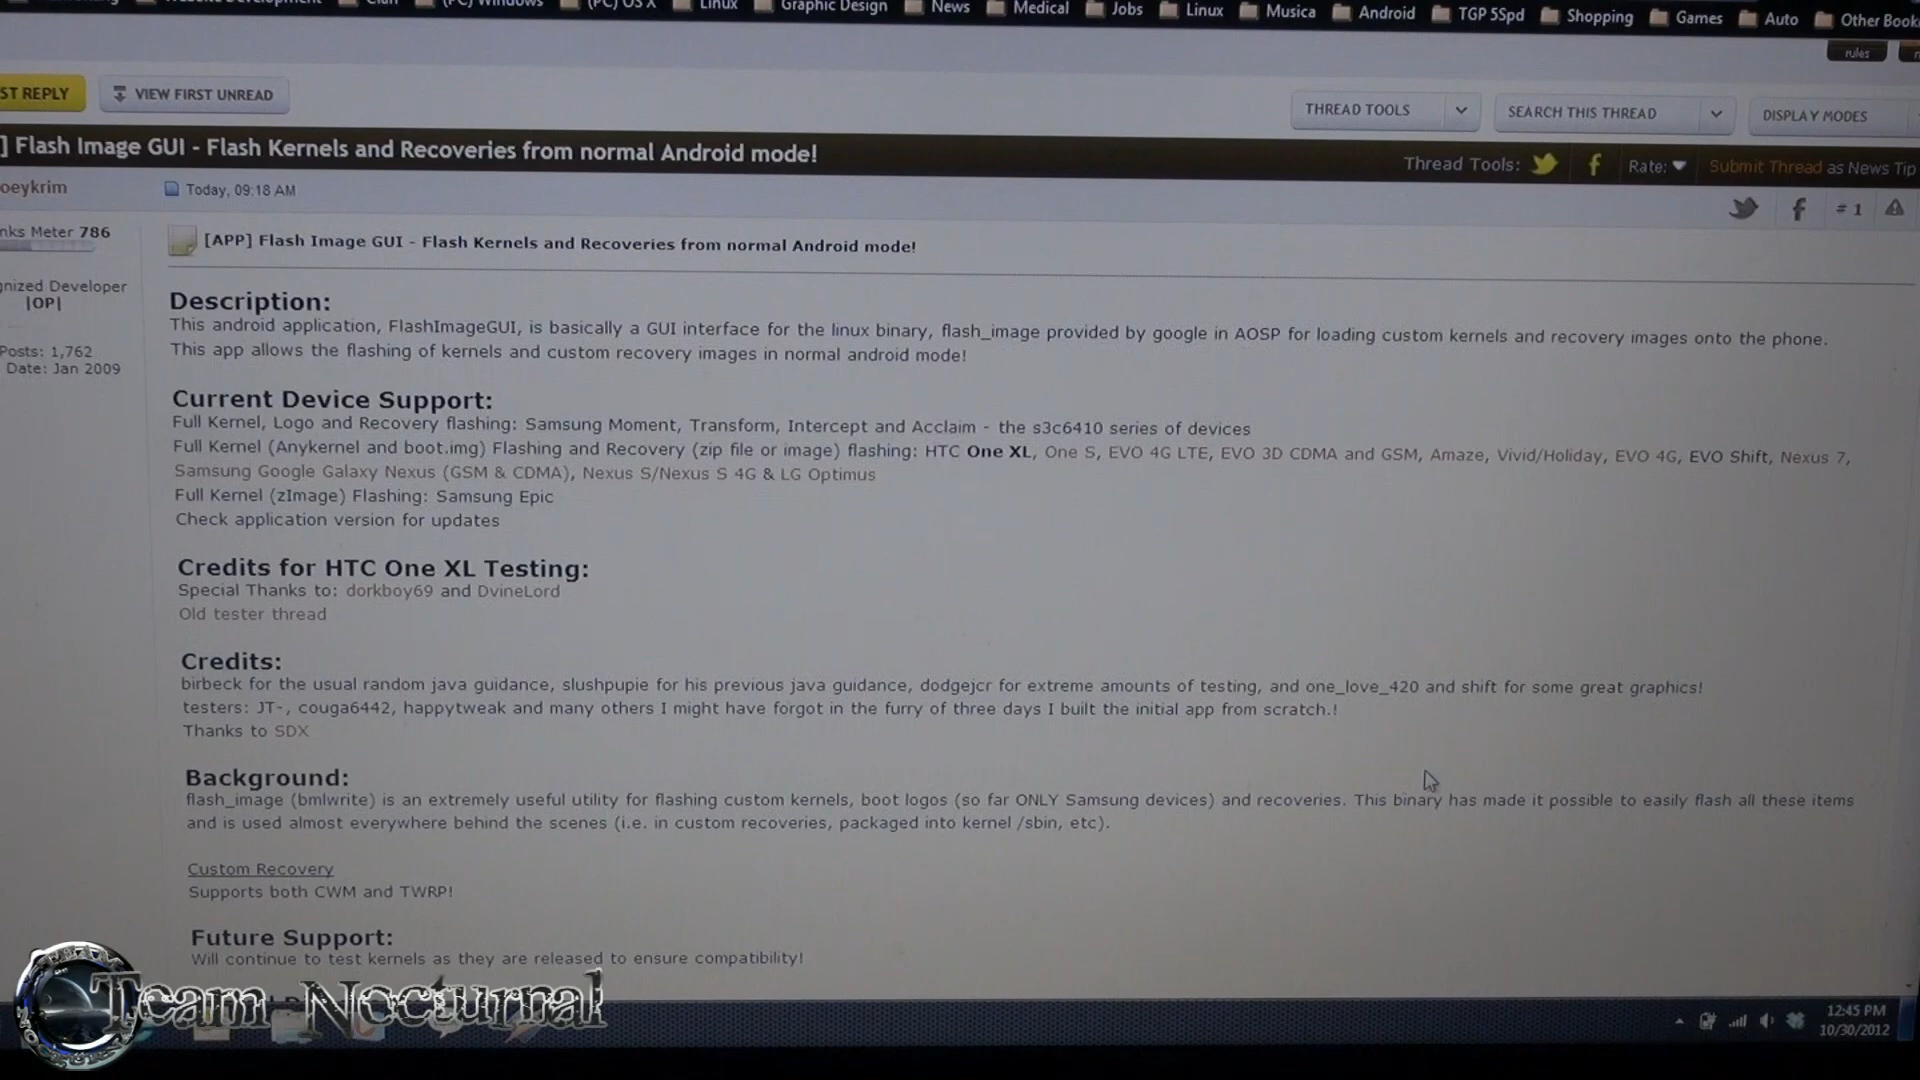 Linux
Graphic Design
News
Medical
Jobs
Linux
Musica
Android
TGP 5Spd
Shopping
Games
Auto
Other Book
rules
ST REPLY
VIEW FIRST UNREAD
THREAD TOOLS
SEARCH THIS THREAD
DISPLAY MODES
] Flash Image GUI - Flash Kernels and Recoveries from normal Android mode!
Thread Tools:
Rate:
Submit Thread as News Tip
oeykrim
Today, 09:18 AM
# 1
nks Meter 786
gnized Developer
|OP|
Posts: 1,762
Date: Jan 2009
[APP] Flash Image GUI - Flash Kernels and Recoveries from normal Android mode!
Description:
This android application, FlashImageGUI, is basically a GUI interface for the linux binary, flash_image provided by google in AOSP for loading custom kernels and recovery images onto the phone.
This app allows the flashing of kernels and custom recovery images in normal android mode!
Current Device Support:
Full Kernel, Logo and Recovery flashing: Samsung Moment, Transform, Intercept and Acclaim - the s3c6410 series of devices
Full Kernel (Anykernel and boot.img) Flashing and Recovery (zip file or image) flashing: HTC One XL, One S, EVO 4G LTE, EVO 3D CDMA and GSM, Amaze, Vivid/Holiday, EVO 4G, EVO Shift, Nexus 7,
Samsung Google Galaxy Nexus (GSM & CDMA), Nexus S/Nexus S 4G & LG Optimus
Full Kernel (zImage) Flashing: Samsung Epic
Check application version for updates
Credits for HTC One XL Testing:
Special Thanks to: dorkboy69 and DvineLord
Old tester thread
Credits:
birbeck for the usual random java guidance, slushpupie for his previous java guidance, dodgejcr for extreme amounts of testing, and one_love_420 and shift for some great graphics!
testers: JT-, couga6442, happytweak and many others I might have forgot in the furry of three days I built the initial app from scratch.!
Thanks to SDX
Background:
flash_image (bmlwrite) is an extremely useful utility for flashing custom kernels, boot logos (so far ONLY Samsung devices) and recoveries. This binary has made it possible to easily flash all these items
and is used almost everywhere behind the scenes (i.e. in custom recoveries, packaged into kernel /sbin, etc).
Custom Recovery
Supports both CWM and TWRP!
Future Support:
Will continue to test kernels as they are released to ensure compatibility!
Team Nocturnal
12:45 PM
10/30/2012